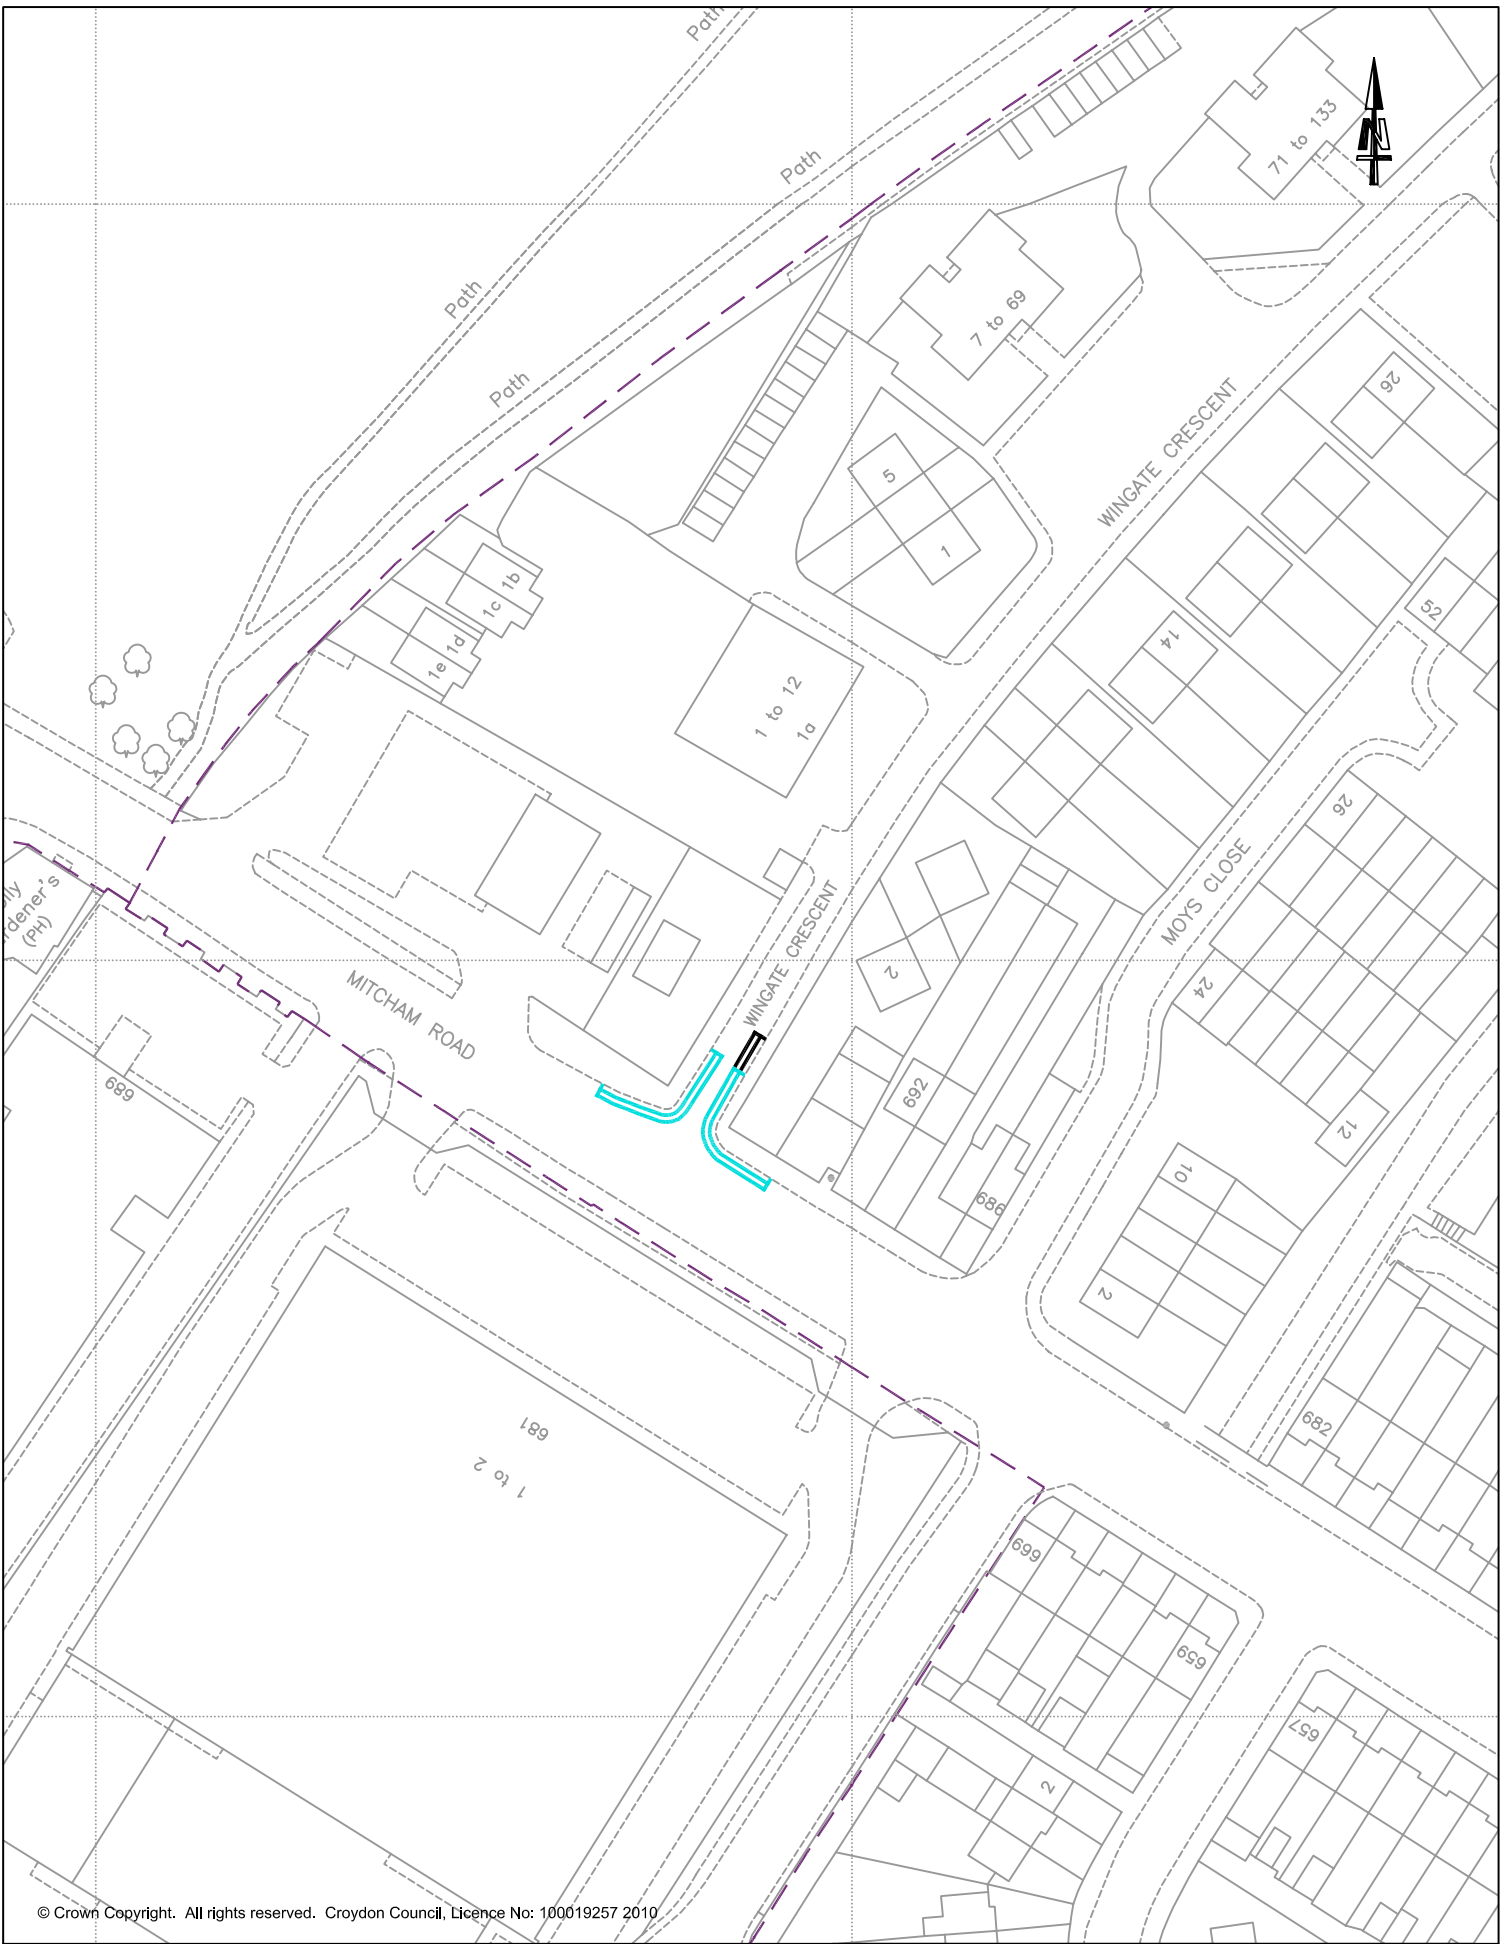 Path
71 to 133
N
Path
Path
7 to 69
Path
WINGATE CRESCENT
26
5
1
1b
1c
52
14
1d
1e
1 to 12
1a
26
MOYS CLOSE
(PH)
WINGATE CRESCENT
2
24
MITCHAM ROAD
689
692
12
10
686
2
681
1 to 2
682
669
659
657
2
© Crown Copyright. All rights reserved. Croydon Council, Licence No: 100019257 2010